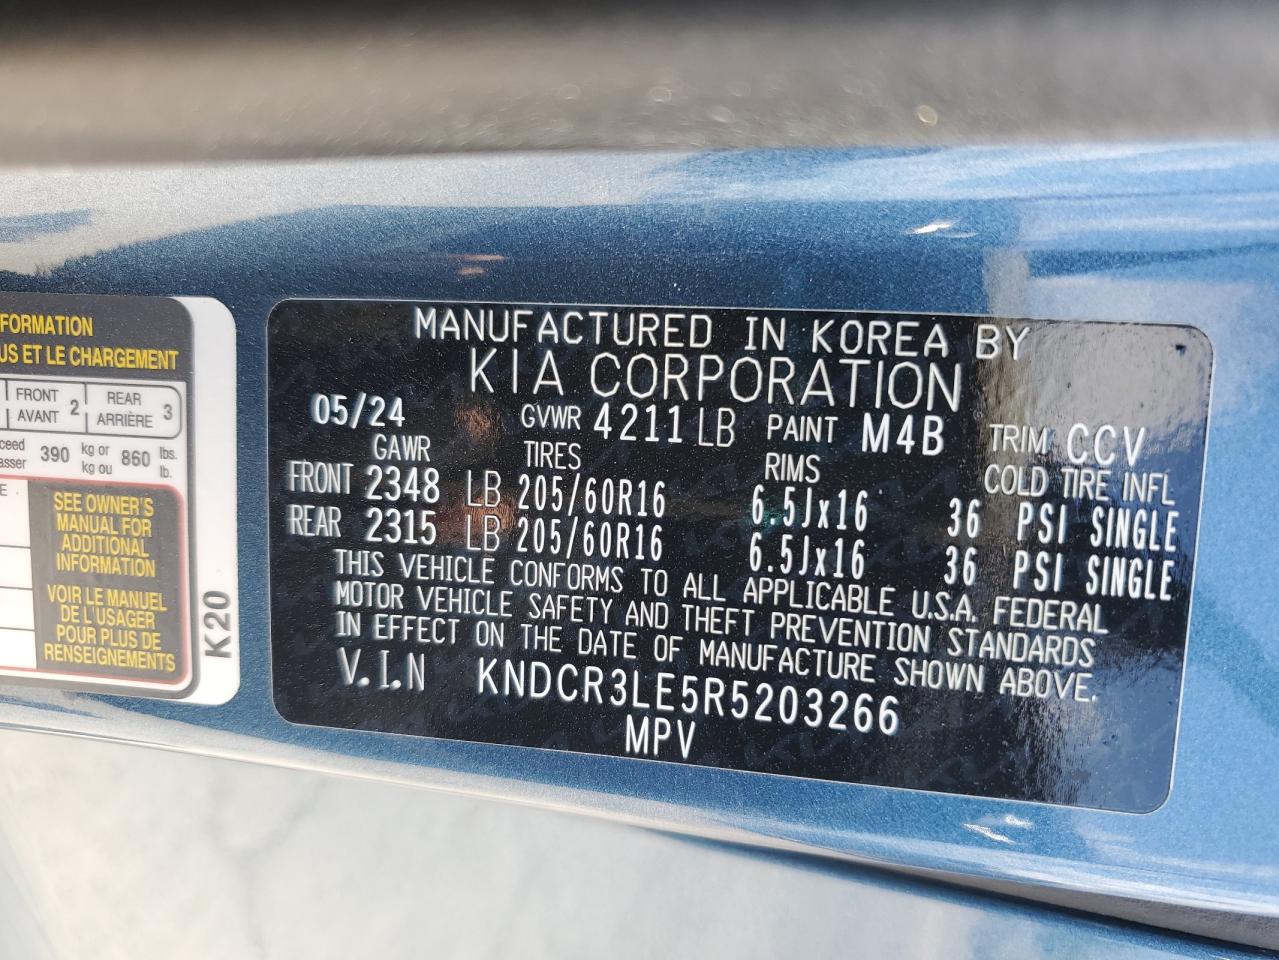 FORMATION
US ET LE CHARGEMENT
FRONT
AVANT 2
REAR
ARRIÈRE 3
390 kg or
kg ou 860 lbs.
lb.
SEE OWNER'S
MANUAL FOR
ADDITIONAL
INFORMATION
VOIR LE MANUEL
DE L'USAGER
POUR PLUS DE
RENSEIGNEMENTS
K20
MANUFACTURED IN KOREA BY
KIA CORPORATION
05/24 GVWR 4211 LB PAINT M4B TRIM CCV
GAWR TIRES RIMS COLD TIRE INFL
FRONT 2348 LB 205/60R16 6.5Jx16 36 PSI SINGLE
REAR 2315 LB 205/60R16 6.5Jx16 36 PSI SINGLE
THIS VEHICLE CONFORMS TO ALL APPLICABLE U.S.A. FEDERAL
MOTOR VEHICLE SAFETY AND THEFT PREVENTION STANDARDS
IN EFFECT ON THE DATE OF MANUFACTURE SHOWN ABOVE.
V.I.N KNDCR3LE5R5203266
MPV